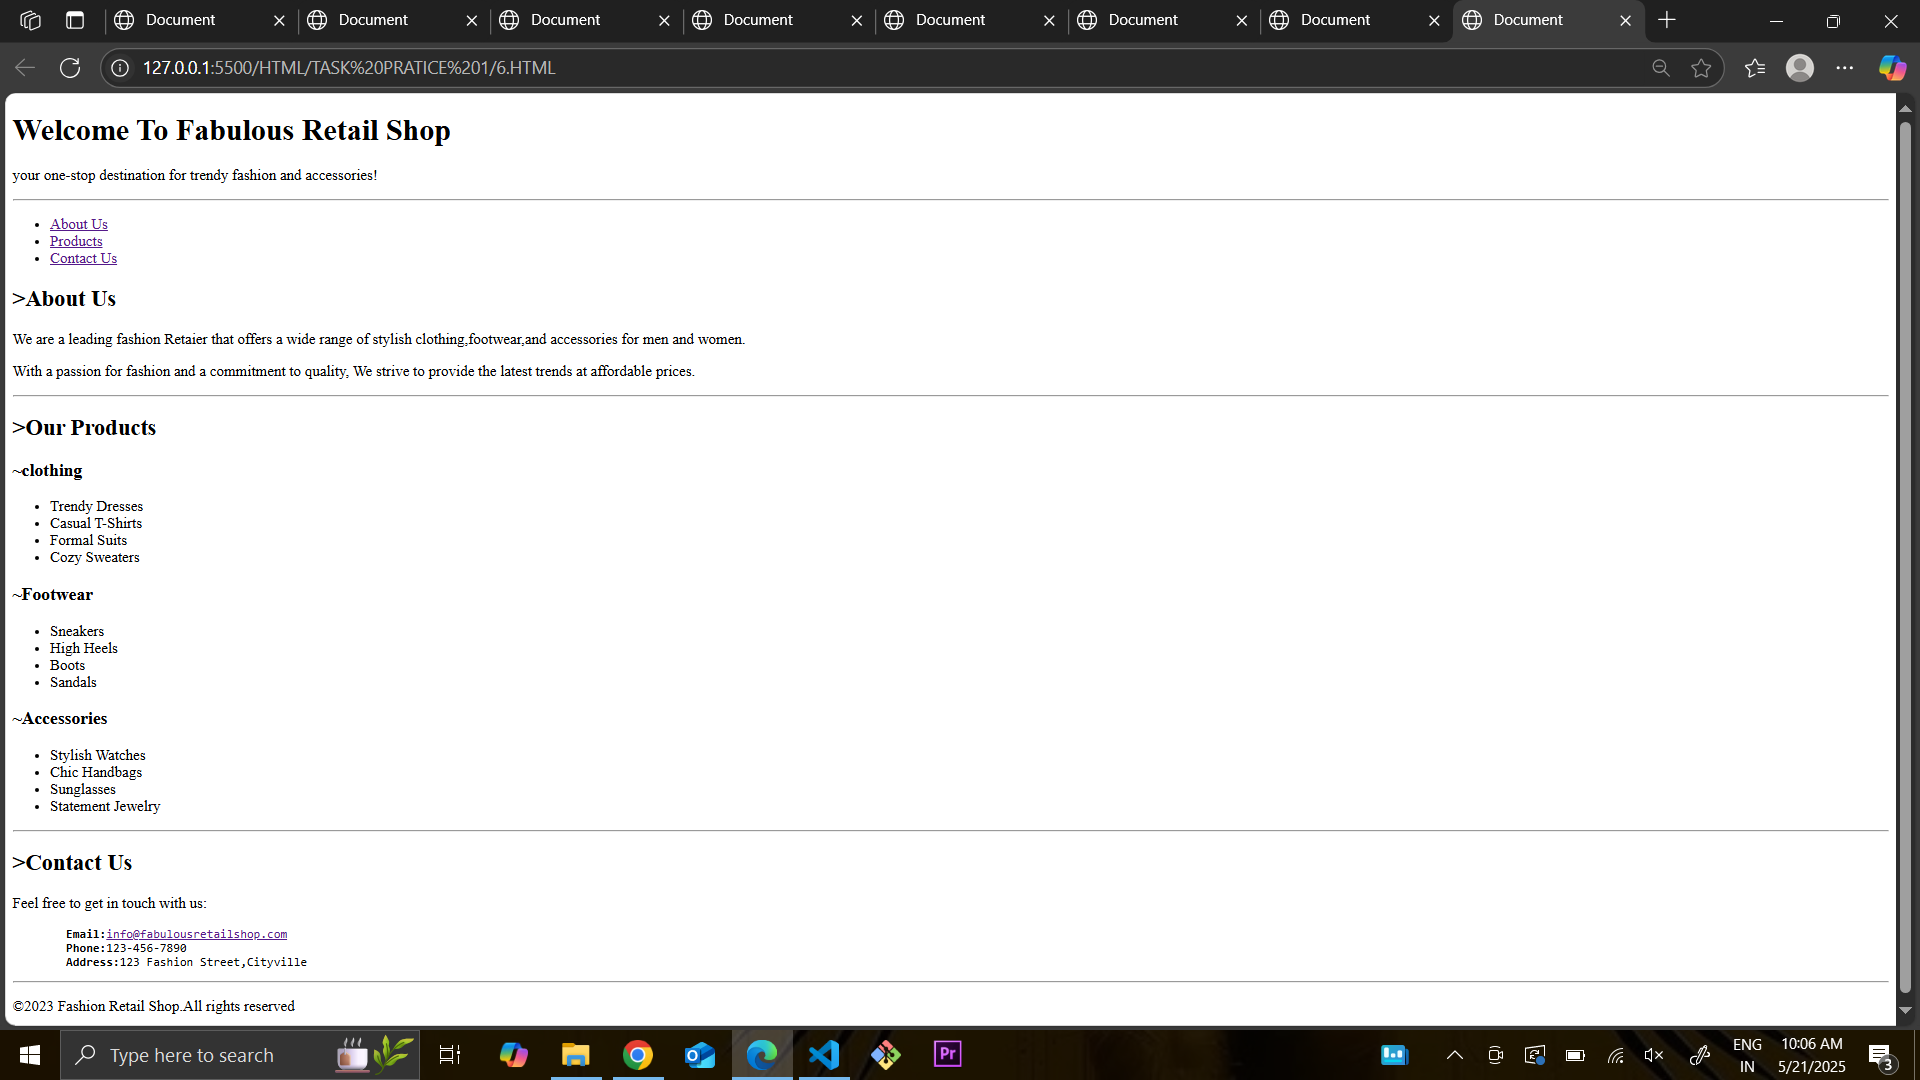 Document Document Document Document Document Document Document Document
127.0.0.1:5500/HTML/TASK%20PRATICE%201/6.HTML
Welcome To Fabulous Retail Shop
your one-stop destination for trendy fashion and accessories!
About Us
Products
Contact Us
>About Us
We are a leading fashion Retaier that offers a wide range of stylish clothing,footwear,and accessories for men and women.
With a passion for fashion and a commitment to quality, We strive to provide the latest trends at affordable prices.
>Our Products
~clothing
Trendy Dresses
Casual T-Shirts
Formal Suits
Cozy Sweaters
~Footwear
Sneakers
High Heels
Boots
Sandals
~Accessories
Stylish Watches
Chic Handbags
Sunglasses
Statement Jewelry
>Contact Us
Feel free to get in touch with us:
Email:info@fabulousretailshop.com
Phone:123-456-7890
Address:123 Fashion Street,Cityville
©2023 Fashion Retail Shop.All rights reserved
Type here to search
Pr
ENG
IN
10:06 AM
5/21/2025
3